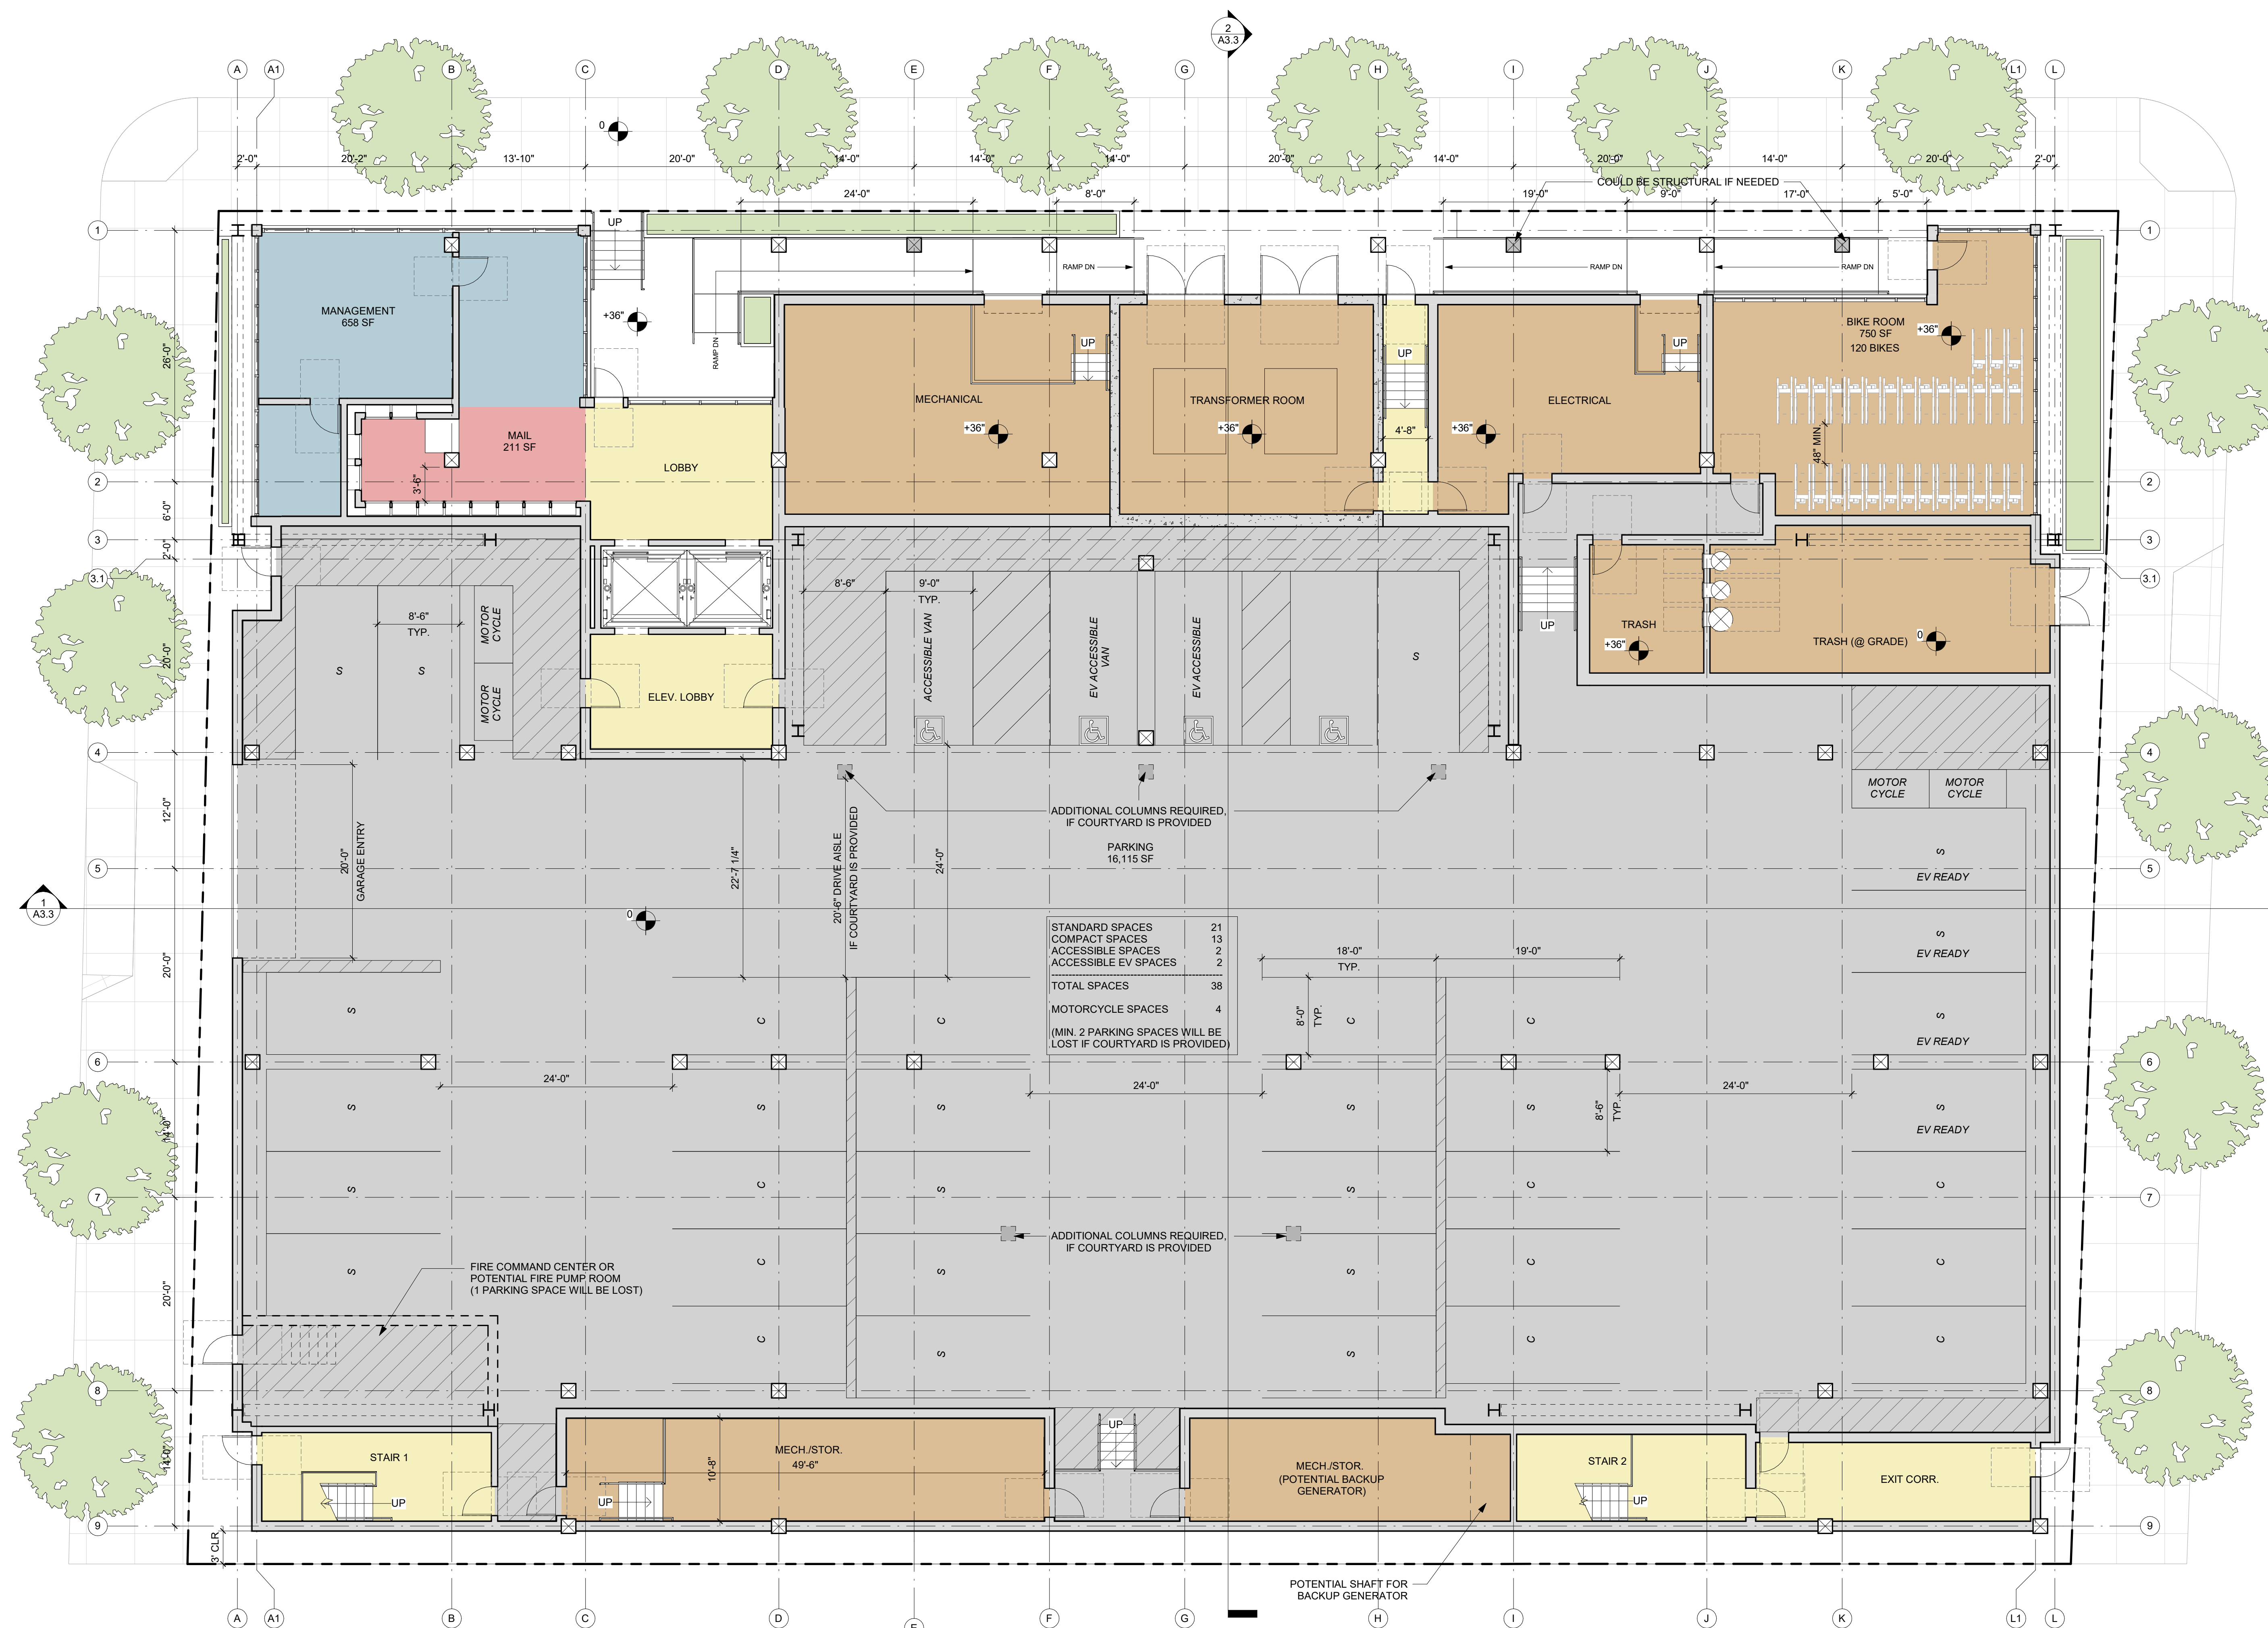 2
A3.3
A
A1
B
C
D
E
F
G
H
I
J
K
L1
L
0
2'-0"
20'-2"
13'-10"
20'-0"
14'-0"
14'-0"
14'-0"
20'-0"
14'-0"
20'-0"
14'-0"
20'-0"
2'-0"
COULD BE STRUCTURAL IF NEEDED
24'-0"
8'-0"
19'-0"
9'-0"
17'-0"
5'-0"
1
UP
1
RAMP DN
RAMP DN
RAMP DN
MANAGEMENT
658 SF
+36"
RAMP DN
UP
UP
UP
BIKE ROOM
750 SF
120 BIKES
+36"
26'-0"
MECHANICAL
TRANSFORMER ROOM
ELECTRICAL
+36"
+36"
4'-8"
+36"
48" MIN.
MAIL
211 SF
LOBBY
3'-6"
2
2
6'-0"
3
3
2'-0"
3.1
3.1
8'-6"
9'-0"
TYP.
8'-6"
TYP.
MOTOR
CYCLE
MOTOR
CYCLE
S
S
20'-0"
ELEV. LOBBY
ACCESSIBLE VAN
EV ACCESSIBLE
VAN
EV ACCESSIBLE
S
UP
TRASH
+36"
TRASH (@ GRADE)
0
4
4
MOTOR
CYCLE
MOTOR
CYCLE
12'-0"
ADDITIONAL COLUMNS REQUIRED,
IF COURTYARD IS PROVIDED
PARKING
16,115 SF
20'-0"
GARAGE ENTRY
22'-7 1/4"
20'-6" DRIVE AISLE
IF COURTYARD IS PROVIDED
24'-0"
S
EV READY
5
5
1
A3.3
0
STANDARD SPACES 21
COMPACT SPACES 13
ACCESSIBLE SPACES 2
ACCESSIBLE EV SPACES 2
TOTAL SPACES 38
MOTORCYCLE SPACES 4
(MIN. 2 PARKING SPACES WILL BE
LOST IF COURTYARD IS PROVIDED)
18'-0"
TYP.
19'-0"
S
EV READY
20'-0"
S
C
C
8'-0"
TYP.
C
C
S
EV READY
6
6
24'-0"
24'-0"
24'-0"
S
S
S
S
S
8'-6"
TYP.
S
EV READY
14'-0"
S
C
S
S
C
C
7
7
ADDITIONAL COLUMNS REQUIRED,
IF COURTYARD IS PROVIDED
FIRE COMMAND CENTER OR
POTENTIAL FIRE PUMP ROOM
(1 PARKING SPACE WILL BE LOST)
S
C
S
S
C
C
20'-0"
C
S
S
C
C
8
8
UP
STAIR 1
MECH./STOR.
49'-6"
10'-8"
MECH./STOR.
(POTENTIAL BACKUP
GENERATOR)
STAIR 2
EXIT CORR.
14'-0"
UP
UP
UP
9
9
3' CLR
POTENTIAL SHAFT FOR
BACKUP GENERATOR
A
A1
B
C
D
E
F
G
H
I
J
K
L1
L